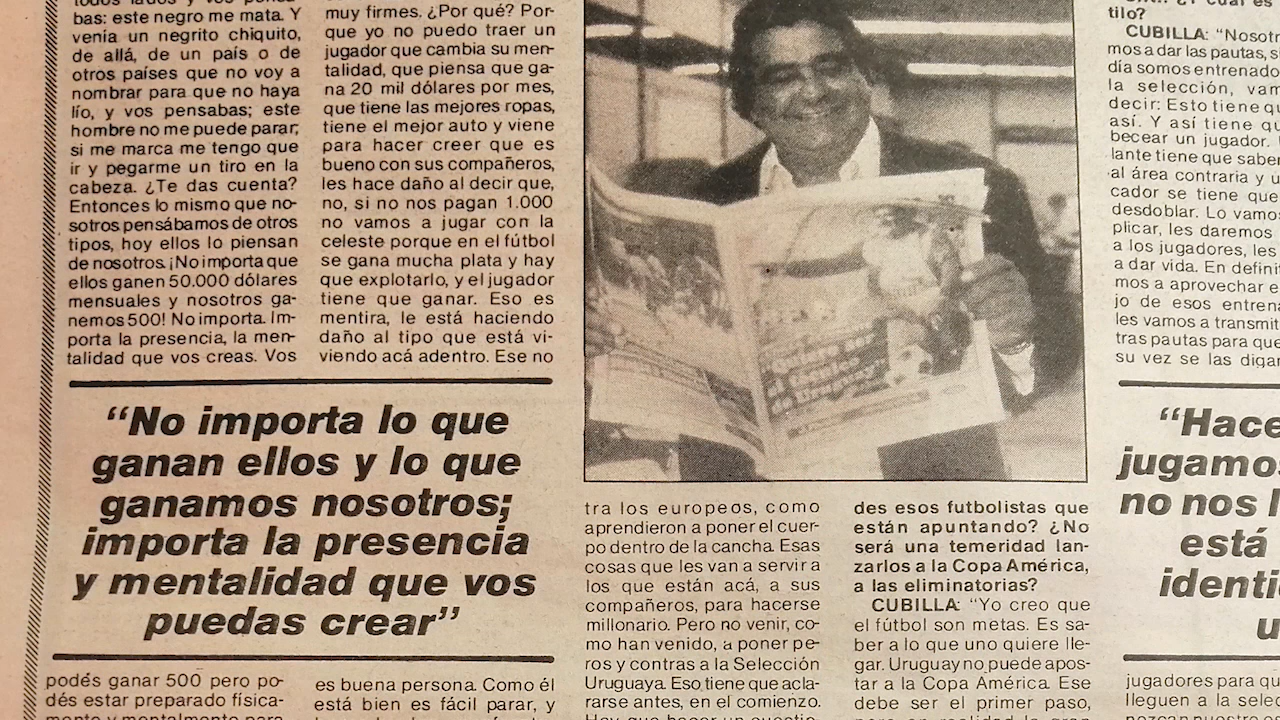 bas: este negro me mata. Y
venía un negrito chiquito,
de allá, de un país o de
otros países que no voy a
nombrar para que no haya
lío, y vos pensabas; este
hombre no me puede parar;
si me marca me tengo que
ir y pegarme un tiro en la
cabeza. ¿Te das cuenta?
Entonces lo mismo que no-
sotros pensábamos de otros
tipos, hoy ellos lo piensan
de nosotros. ¡No importa que
ellos ganen 50.000 dólares
mensuales y nosotros ga-
nemos 500! No importa. Im-
porta la presencia, la men-
talidad que vos creas. Vos
“No importa lo que
ganan ellos y lo que
ganamos nosotros;
importa la presencia
y mentalidad que vos
puedas crear”
podés ganar 500 pero po-
dés estar preparado física-
mente y mentalmente para
muy firmes. ¿Por qué? Por-
que yo no puedo traer un
jugador que cambia su men-
talidad, que piensa que ga-
na 20 mil dólares por mes,
que tiene las mejores ropas,
tiene el mejor auto y viene
para hacer creer que es
bueno con sus compañeros,
les hace daño al decir que,
no, si no nos pagan 1.000
no vamos a jugar con la
celeste porque en el fútbol
se gana mucha plata y hay
que explotarlo, y el jugador
tiene que ganar. Eso es
mentira, le está haciendo
daño al tipo que está vi-
viendo acá adentro. Ese no
es buena persona. Como él
está bien es fácil parar, y
tra los europeos, como
aprendieron a poner el cuer-
po dentro de la cancha. Esas
cosas que les van a servir a
los que están acá, a sus
compañeros, para hacerse
millonario. Pero no venir, co-
mo han venido, a poner pe-
ros y contras a la Selección
Uruguaya. Eso tiene que acla-
rarse antes, en el comienzo.
des esos futbolistas que
están apuntando? ¿No
será una temeridad lan-
zarlos a la Copa América,
a las eliminatorias?
CUBILLA: “Yo creo que
el fútbol son metas. Es sa-
ber a lo que uno quiere lle-
gar. Uruguay no puede apos-
tar a la Copa América. Ese
debe ser el primer paso,
tilo?
CUBILLA: “Nosotr
mos a dar las pautas, s
día somos entrenado
la selección, vam
decir: Esto tiene q
así. Y así tiene qu
becear un jugador.
lante tiene que saber
al área contraria y u
cador se tiene que
desdoblar. Lo vamo
plicar, les daremos
a los jugadores, les
a dar vida. En defini
mos a aprovechar e
jo de esos entrena
les vamos a transmit
tras pautas para que
su vez se las digan
“Hace
jugamos
no nos
está
identi
u
jugadores para qu
lleguen a la selec